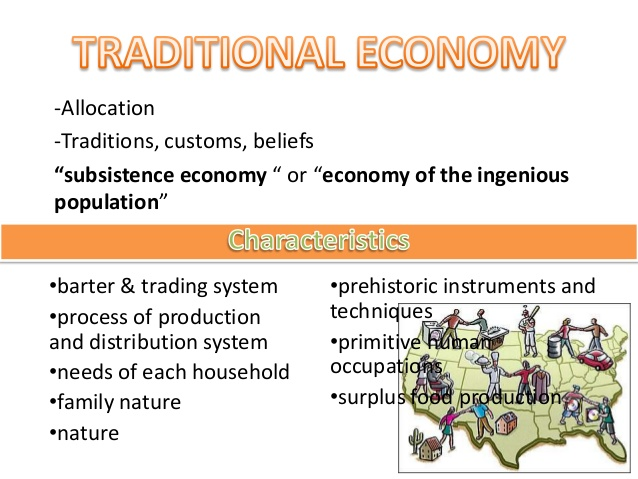 TRADITIONAL ECONOMY
-Allocation
-Traditions, customs, beliefs
“subsistence economy “ or “economy of the ingenious
population”
Characteristics
•barter & trading system
•process of production
and distribution system
•needs of each household
•family nature
•nature
•prehistoric instruments and
techniques
•primitive human
occupations
•surplus food production